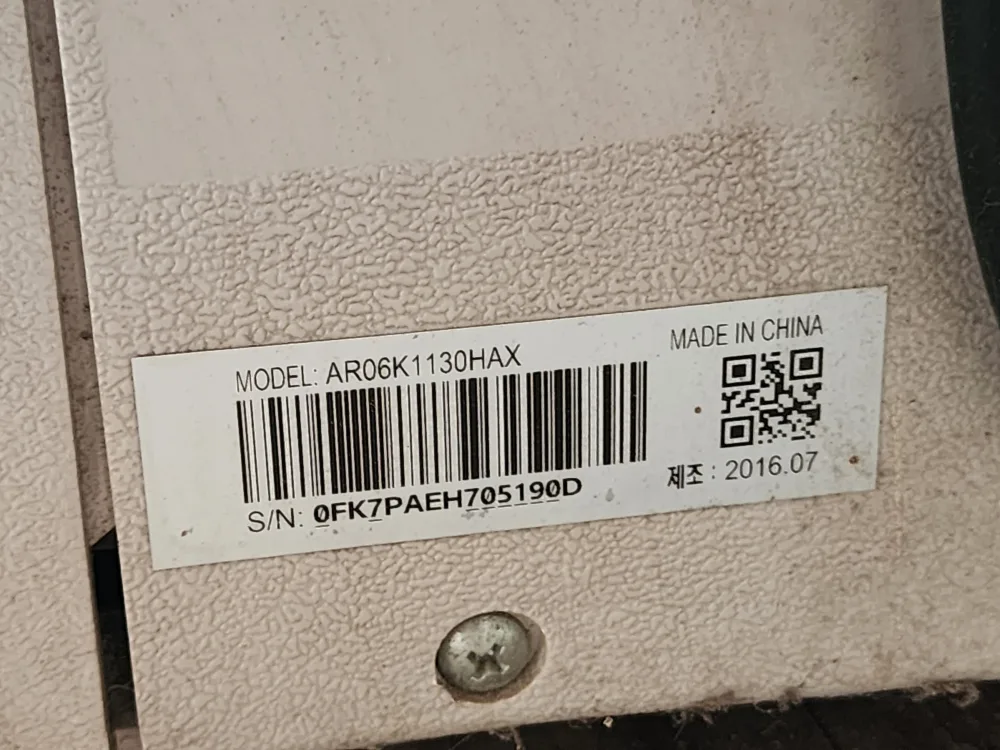 MODEL: AR06K1130HAX
S/N: 0FK7PAEH705190D
MADE IN CHINA
제조 : 2016.07